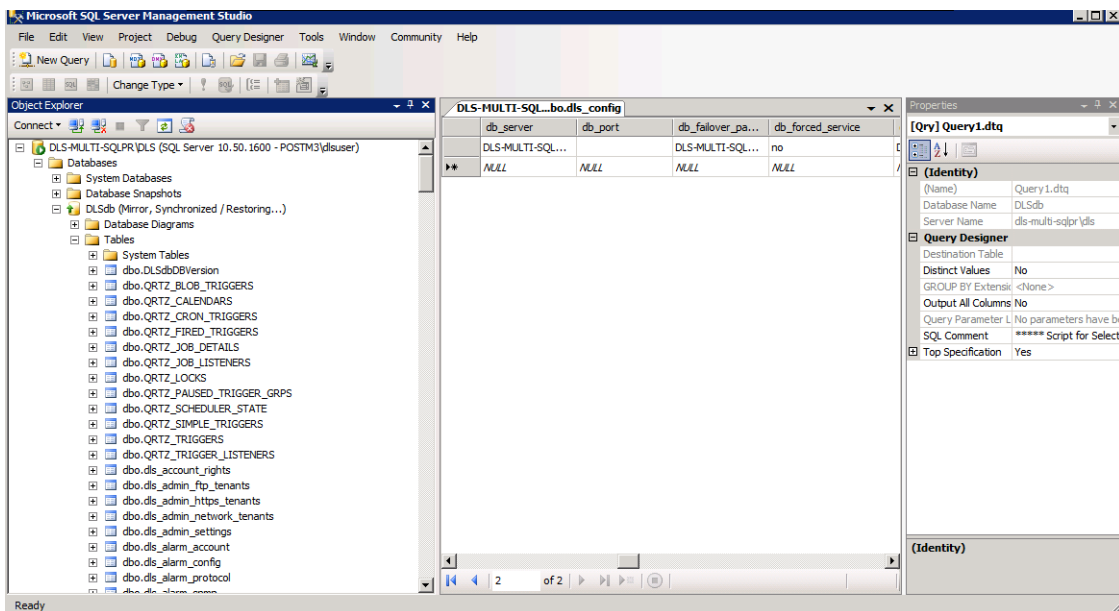 Microsoft SQL Server Management Studio
File Edit View Project Debug Query Designer Tools Window Community Help
New Query
Change Type
Object Explorer
Connect
DLS-MULTI-SQLPR\DLS (SQL Server 10.50.1600 - POSTM3\dlsuser)
Databases
System Databases
Database Snapshots
DLSdb (Mirror, Synchronized / Restoring...)
Database Diagrams
Tables
System Tables
dbo.DLSdbDBVersion
dbo.QRTZ_BLOB_TRIGGERS
dbo.QRTZ_CALENDARS
dbo.QRTZ_CRON_TRIGGERS
dbo.QRTZ_FIRED_TRIGGERS
dbo.QRTZ_JOB_DETAILS
dbo.QRTZ_JOB_LISTENERS
dbo.QRTZ_LOCKS
dbo.QRTZ_PAUSED_TRIGGER_GRPS
dbo.QRTZ_SCHEDULER_STATE
dbo.QRTZ_SIMPLE_TRIGGERS
dbo.QRTZ_TRIGGERS
dbo.QRTZ_TRIGGER_LISTENERS
dbo.dls_account_rights
dbo.dls_admin_ftp_tenants
dbo.dls_admin_https_tenants
dbo.dls_admin_network_tenants
dbo.dls_admin_settings
dbo.dls_alarm_account
dbo.dls_alarm_config
dbo.dls_alarm_protocol
DLS-MULTI-SQL...bo.dls_config
db_server db_port db_failover_pa... db_forced_service
DLS-MULTI-SQL... DLS-MULTI-SQL... no
NULL NULL NULL NULL
2 of 2
Properties
[Qry] Query1.dtq
(Identity)
(Name) Query1.dtq
Database Name DLSdb
Server Name dls-multi-sqlpr\dls
Query Designer
Destination Table
Distinct Values No
GROUP BY Extensic <None>
Output All Columns No
Query Parameter L No parameters have b
SQL Comment ***** Script for Select
Top Specification Yes
(Identity)
Ready